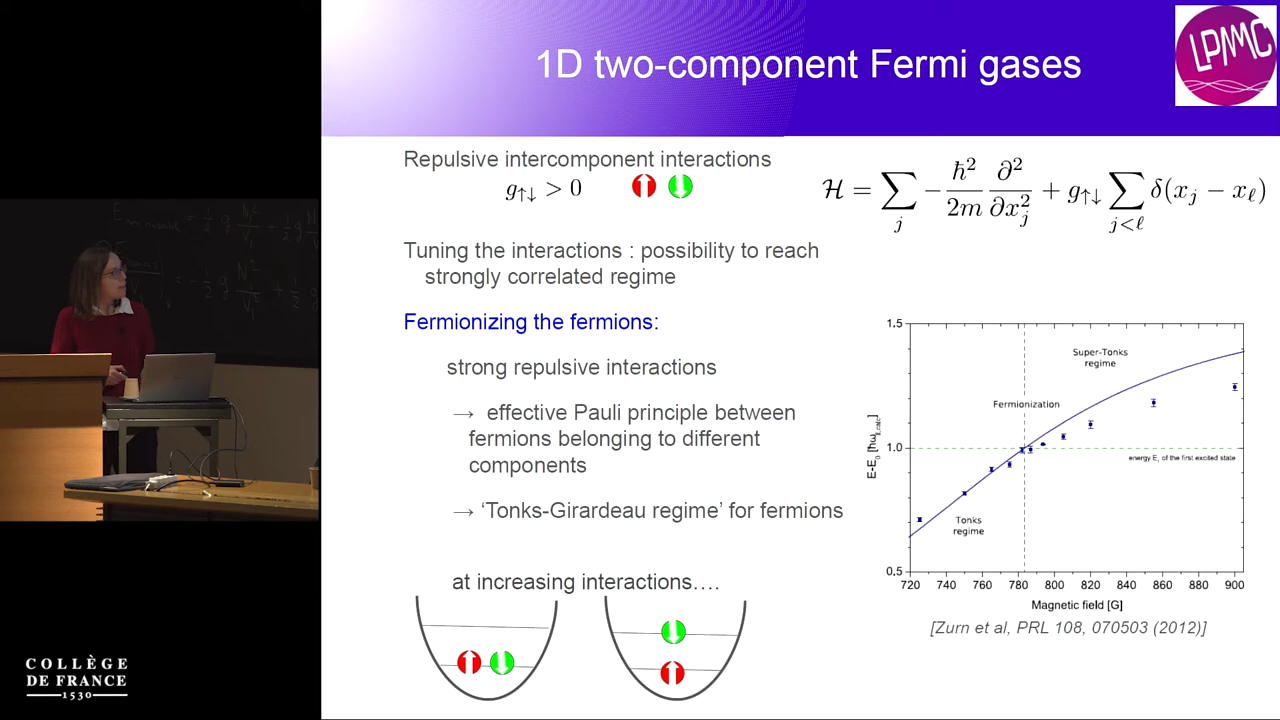 1D two-component Fermi gases
LPMMC
Repulsive intercomponent interactions
g↑↓ > 0
ℋ = ∑_j − ħ²/2m ∂²/∂x_j² + g↑↓ ∑_{j<ℓ} δ(x_j − x_ℓ)
Tuning the interactions : possibility to reach
strongly correlated regime
Fermionizing the fermions:
strong repulsive interactions
→ effective Pauli principle between
fermions belonging to different
components
→ ‘Tonks-Girardeau regime’ for fermions
at increasing interactions….
1.5
1.0
0.5
E-E₀
Super-Tonks
regime
Fermionization
energy E, of the first excited state
Tonks
regime
720 740 760 780 800 820 840 860 880 900
Magnetic field [G]
[Zurn et al, PRL 108, 070503 (2012)]
COLLÈGE
DE FRANCE
1530